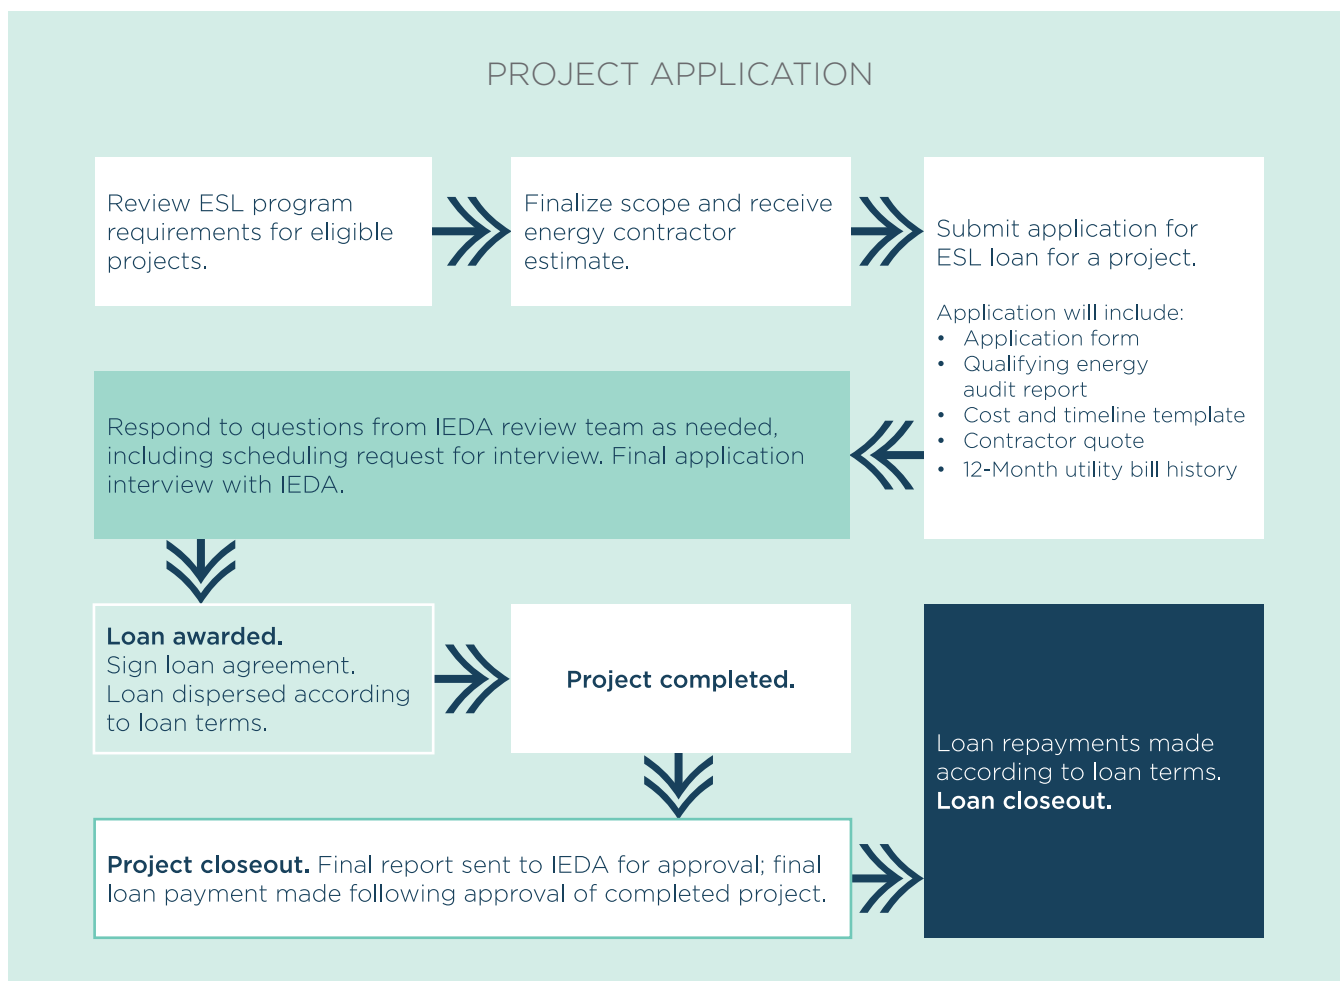 PROJECT APPLICATION
Review ESL program
requirements for eligible
projects.
Finalize scope and receive
energy contractor
estimate.
Submit application for
ESL loan for a project.
Application will include:
• Application form
• Qualifying energy
audit report
• Cost and timeline template
• Contractor quote
• 12-Month utility bill history
Respond to questions from IEDA review team as needed,
including scheduling request for interview. Final application
interview with IEDA.
Loan awarded.
Sign loan agreement.
Loan dispersed according
to loan terms.
Project completed.
Project closeout. Final report sent to IEDA for approval; final
loan payment made following approval of completed project.
Loan repayments made
according to loan terms.
Loan closeout.